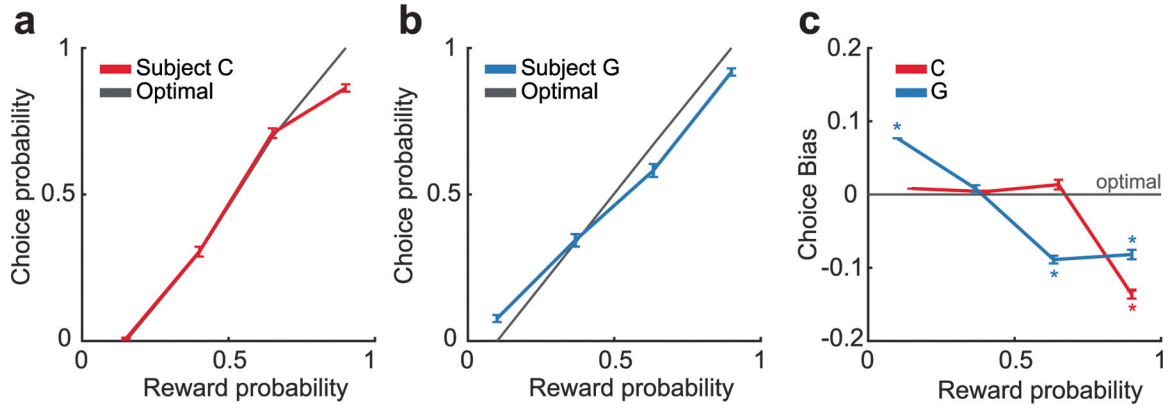 a
1
Subject C
Optimal
Choice probability
0.5
0
0
0.5
1
Reward probability
b
1
Subject G
Optimal
Choice probability
0.5
0
0
0.5
1
Reward probability
c
0.2
C
G
0.1
*
Choice Bias
0
optimal
*
-0.1
*
*
-0.2
0
0.5
1
Reward probability